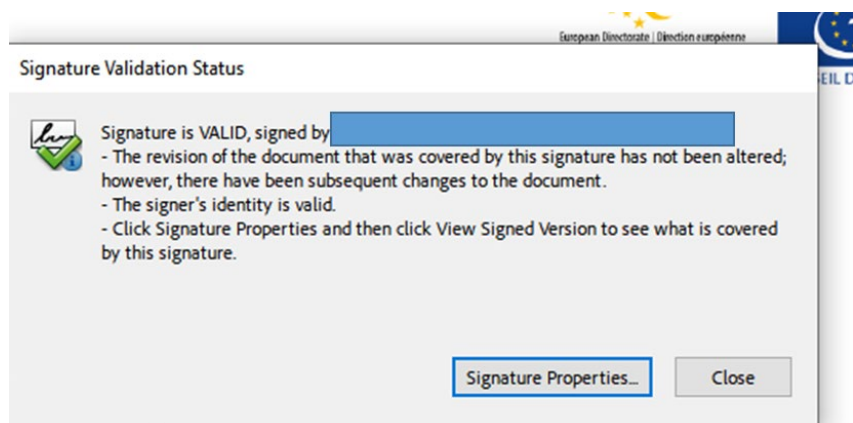 European Directorate | Direction européenne
EIL D
Signature Validation Status
Signature is VALID, signed by
- The revision of the document that was covered by this signature has not been altered;
however, there have been subsequent changes to the document.
- The signer's identity is valid.
- Click Signature Properties and then click View Signed Version to see what is covered
by this signature.
Signature Properties...
Close